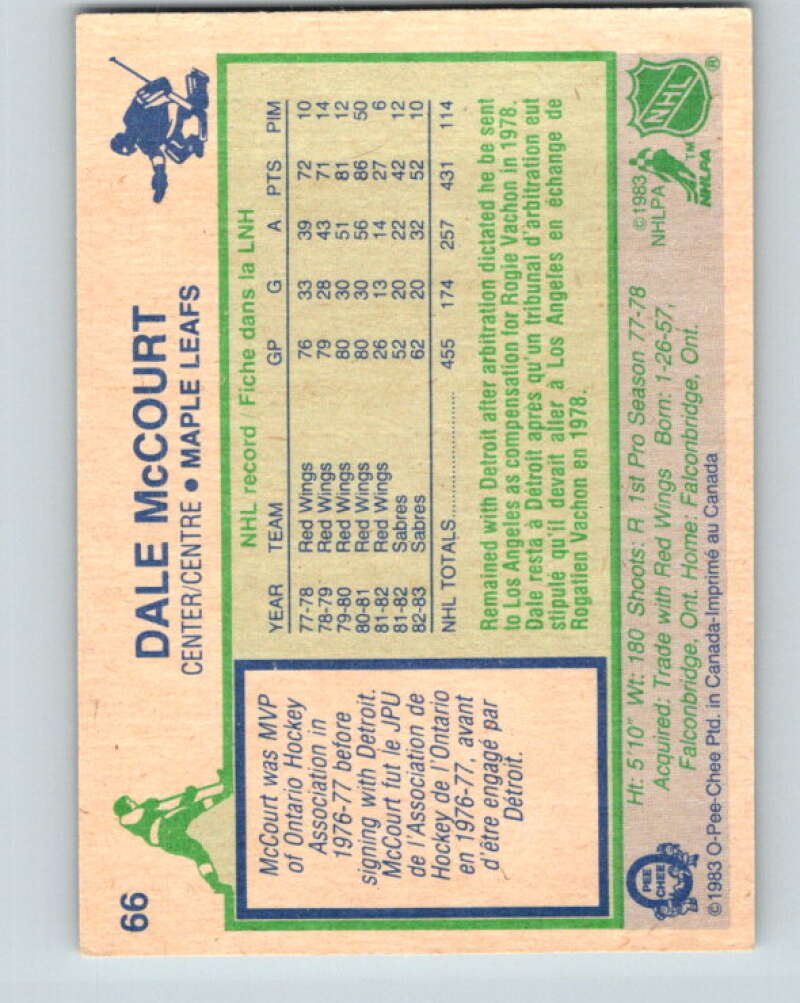 66
DALE McCOURT
CENTER/CENTRE • MAPLE LEAFS
McCourt was MVP
of Ontario Hockey
Association in
1976-77 before
signing with Detroit.
McCourt fut le JPU
de l'Association de
Hockey de l'Ontario
en 1976-77, avant
d'être engagé par
Détroit.
NHL record / Fiche dans la LNH
YEAR TEAM GP G A PTS PIM
77-78 Red Wings 76 33 39 72 10
78-79 Red Wings 79 28 43 71 14
79-80 Red Wings 80 30 51 81 12
80-81 Red Wings 80 30 56 86 50
81-82 Red Wings 26 13 14 27 6
81-82 Sabres 52 20 22 42 12
82-83 Sabres 62 20 32 52 10
NHL TOTALS.................... 455 174 257 431 114
Remained with Detroit after arbitration dictated he be sent
to Los Angeles as compensation for Rogie Vachon in 1978.
Dale resta à Détroit après qu'un tribunal d'arbitration eut
stipulé qu'il devait aller à Los Angeles en échange de
Rogatien Vachon en 1978.
Ht: 5'10" Wt: 180 Shoots: R 1st Pro Season 77-78
Acquired: Trade with Red Wings Born: 1-26-57,
Falconbridge, Ont. Home: Falconbridge, Ont.
©1983 O-Pee-Chee Ptd. in Canada-Imprimé au Canada
O PEE CHEE
©1983
NHLPA
NHL ®
NHLPA ™